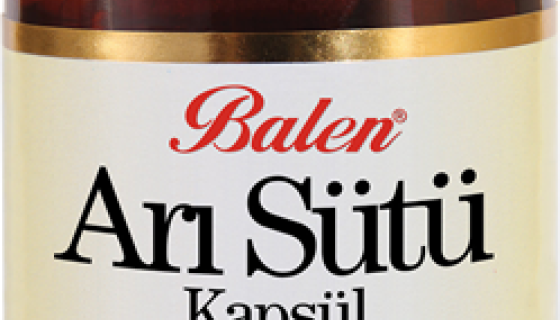 Balen®
Arı Sütü
Kapsül